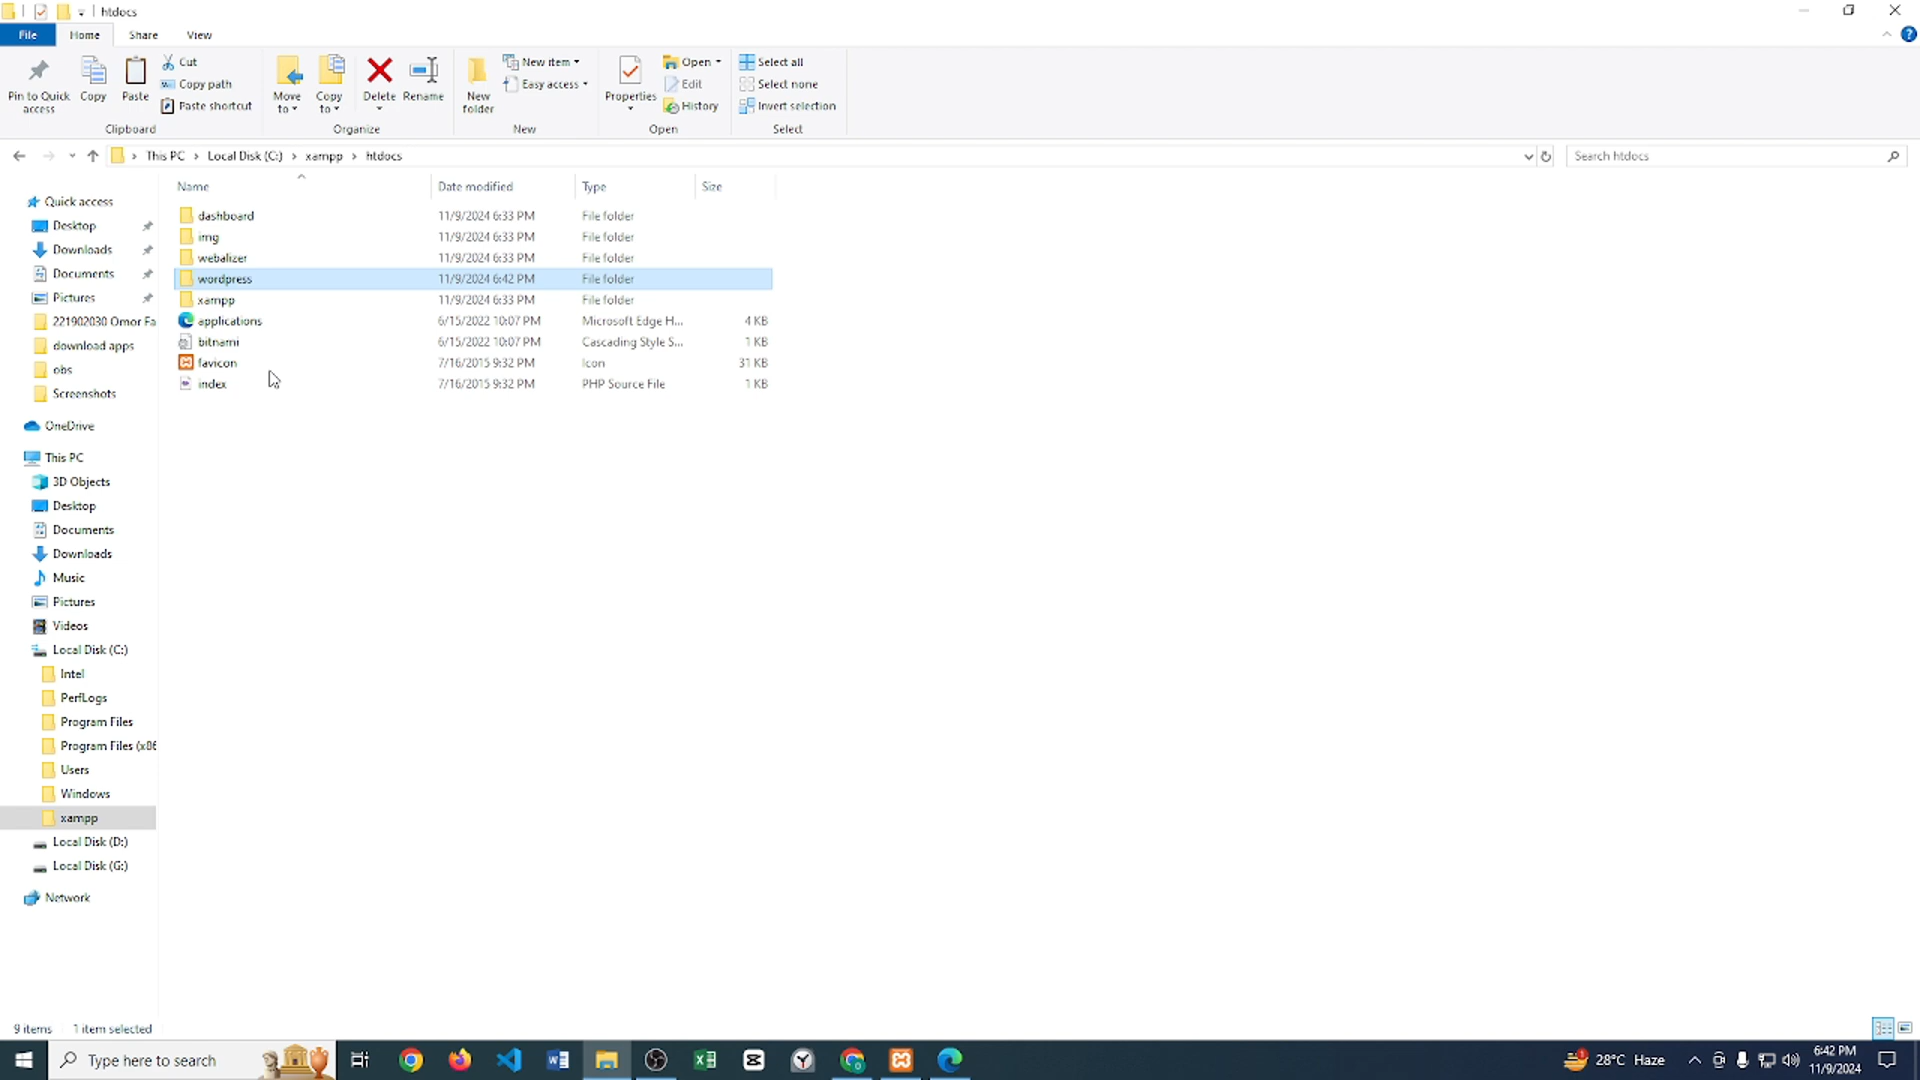 htdocs
File Home Share View
Pin to Quick access
Copy
Paste
Cut
Copy path
Paste shortcut
Clipboard
Move to
Copy to
Delete
Rename
Organize
New folder
New item
Easy access
New
Properties
Open
Edit
History
Open
Select all
Select none
Invert selection
Select
This PC > Local Disk (C:) > xampp > htdocs
Search htdocs
Name Date modified Type Size
dashboard 11/9/2024 6:33 PM File folder
img 11/9/2024 6:33 PM File folder
webalizer 11/9/2024 6:33 PM File folder
wordpress 11/9/2024 6:42 PM File folder
xampp 11/9/2024 6:33 PM File folder
applications 6/15/2022 10:07 PM Microsoft Edge H... 4 KB
bitnami 6/15/2022 10:07 PM Cascading Style S... 1 KB
favicon 7/16/2015 9:32 PM Icon 31 KB
index 7/16/2015 9:32 PM PHP Source File 1 KB
Quick access
Desktop
Downloads
Documents
Pictures
221902030 Omor Fa
download apps
obs
Screenshots
OneDrive
This PC
3D Objects
Desktop
Documents
Downloads
Music
Pictures
Videos
Local Disk (C:)
Intel
PerfLogs
Program Files
Program Files (x86
Users
Windows
xampp
Local Disk (D:)
Local Disk (G:)
Network
9 items 1 item selected
Type here to search
28°C Haze
6:42 PM
11/9/2024